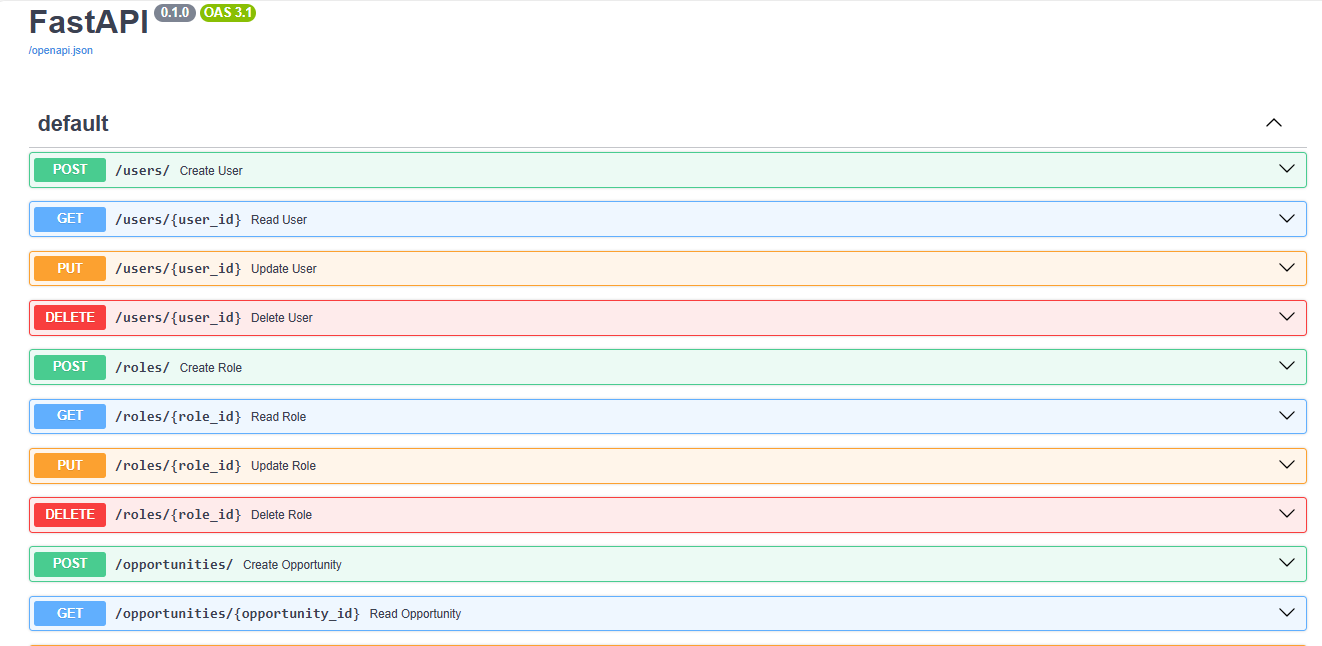 FastAPI 0.1.0 OAS 3.1
/openapi.json
default
POST /users/ Create User
GET /users/{user_id} Read User
PUT /users/{user_id} Update User
DELETE /users/{user_id} Delete User
POST /roles/ Create Role
GET /roles/{role_id} Read Role
PUT /roles/{role_id} Update Role
DELETE /roles/{role_id} Delete Role
POST /opportunities/ Create Opportunity
GET /opportunities/{opportunity_id} Read Opportunity